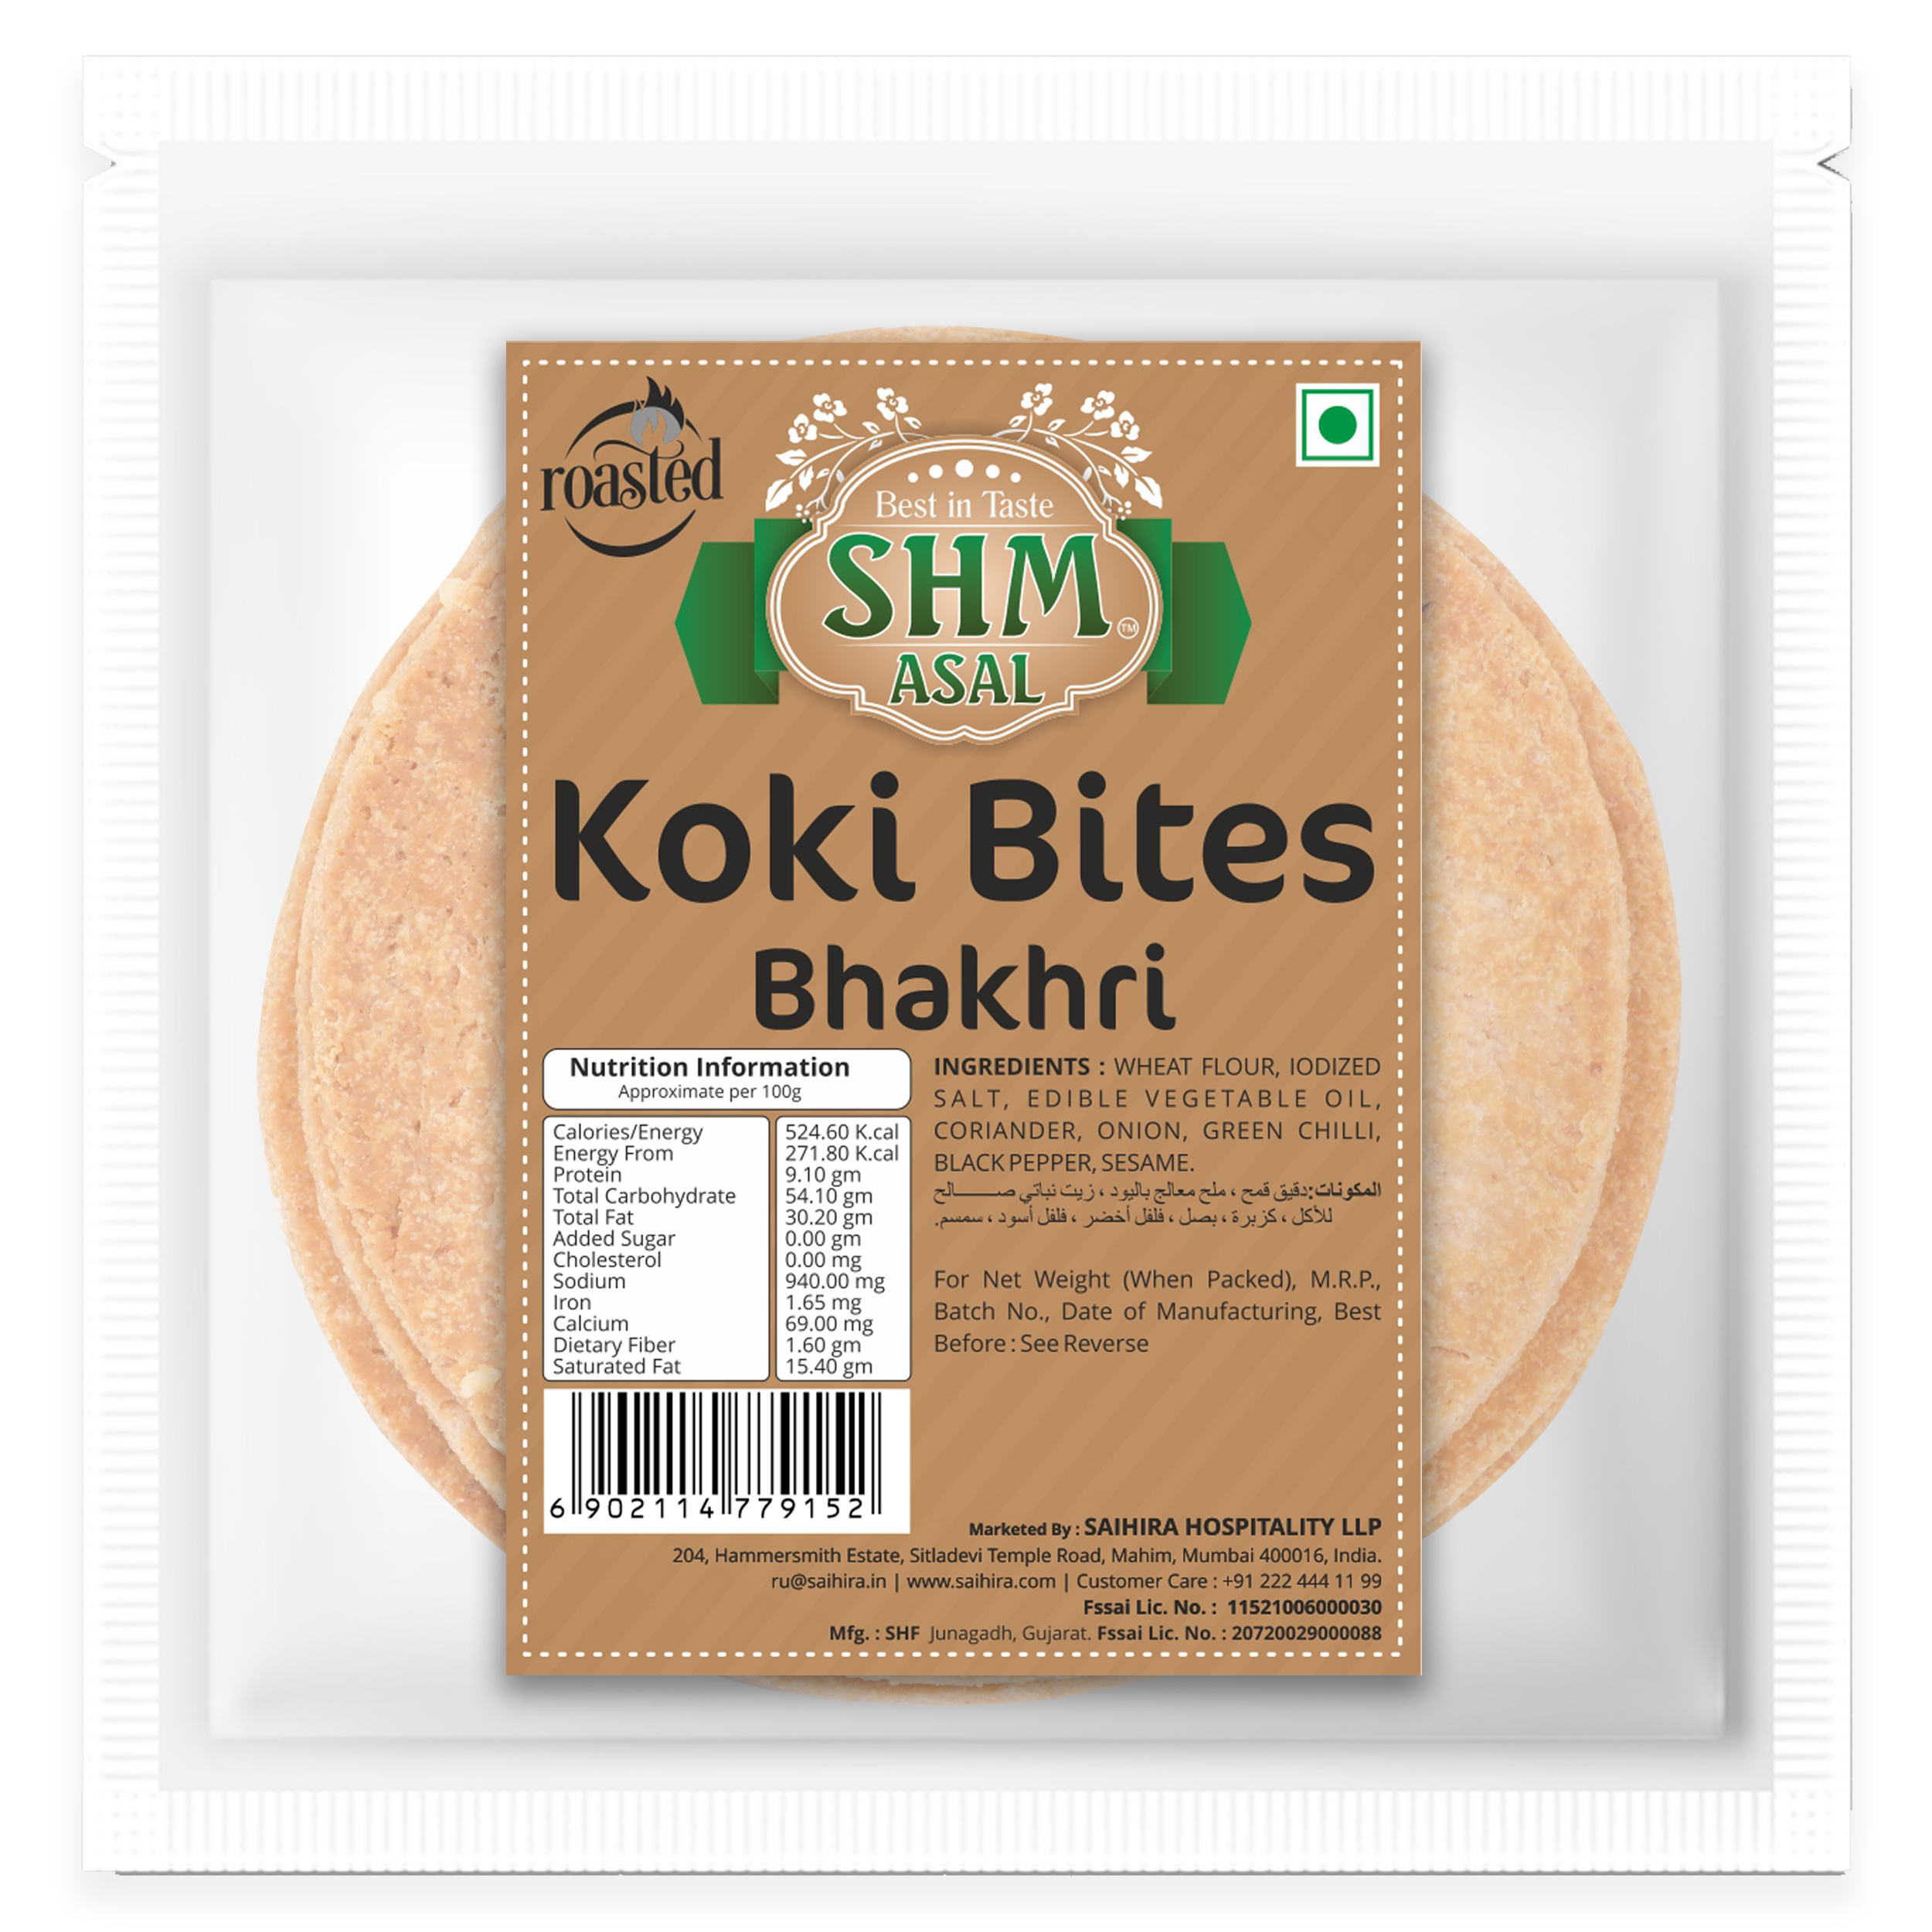 roasted
Best in Taste
SHM
TM
ASAL
Koki Bites
Bhakhri
Nutrition Information
Approximate per 100g
Calories/Energy 524.60 K.cal
Energy From 271.80 K.cal
Protein 9.10 gm
Total Carbohydrate 54.10 gm
Total Fat 30.20 gm
Added Sugar 0.00 gm
Cholesterol 0.00 mg
Sodium 940.00 mg
Iron 1.65 mg
Calcium 69.00 mg
Dietary Fiber 1.60 gm
Saturated Fat 15.40 gm
6 902114 779152
INGREDIENTS : WHEAT FLOUR, IODIZED
SALT, EDIBLE VEGETABLE OIL,
CORIANDER, ONION, GREEN CHILLI,
BLACK PEPPER, SESAME.
المكونات:دقيق قمح ، ملح معالج باليود ، زيت نباتي صـــــالح
للأكل ، كزبرة ، بصل ، فلفل أخضر ، فلفل أسود ، سمسم.
For Net Weight (When Packed), M.R.P.,
Batch No., Date of Manufacturing, Best
Before : See Reverse
Marketed By : SAIHIRA HOSPITALITY LLP
204, Hammersmith Estate, Sitladevi Temple Road, Mahim, Mumbai 400016, India.
ru@saihira.in | www.saihira.com | Customer Care : +91 222 444 11 99
Fssai Lic. No. : 11521006000030
Mfg. : SHF Junagadh, Gujarat. Fssai Lic. No. : 20720029000088